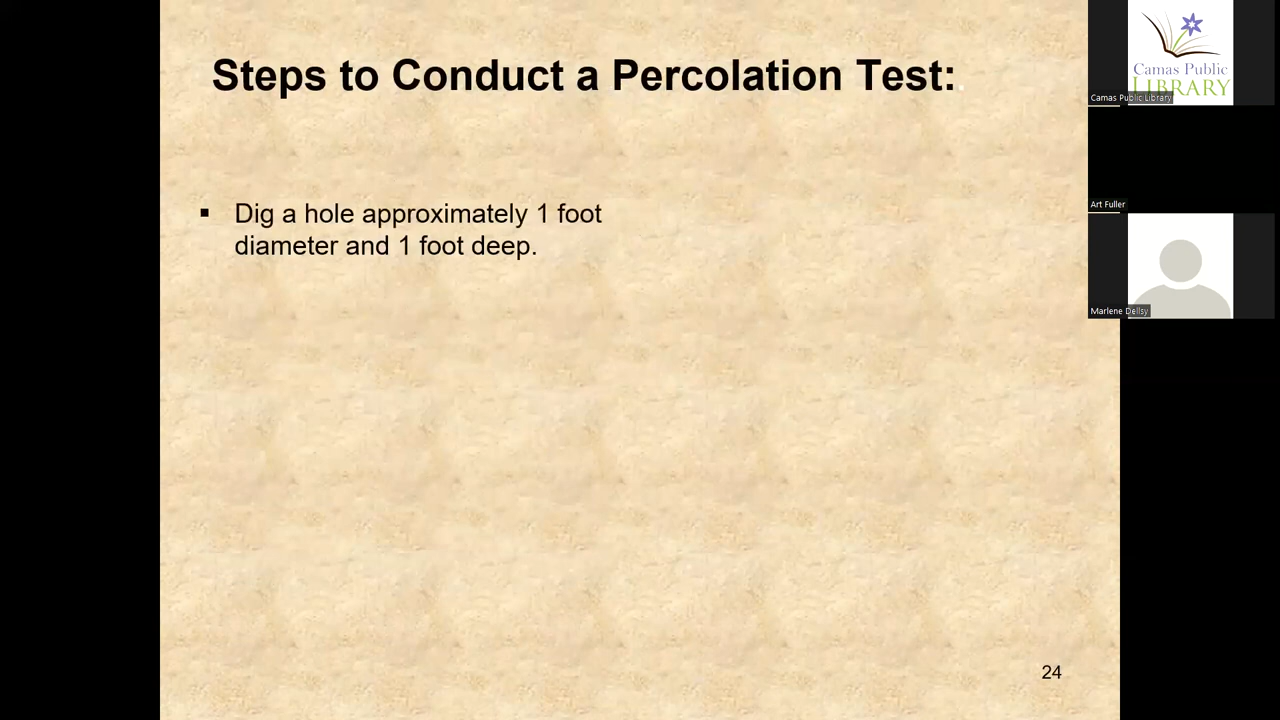 Steps to Conduct a Percolation Test:.
▪ Dig a hole approximately 1 foot
diameter and 1 foot deep.
24
Camas Public
LIBRARY
Camas Public Library
Art Fuller
Marlene Dellsy